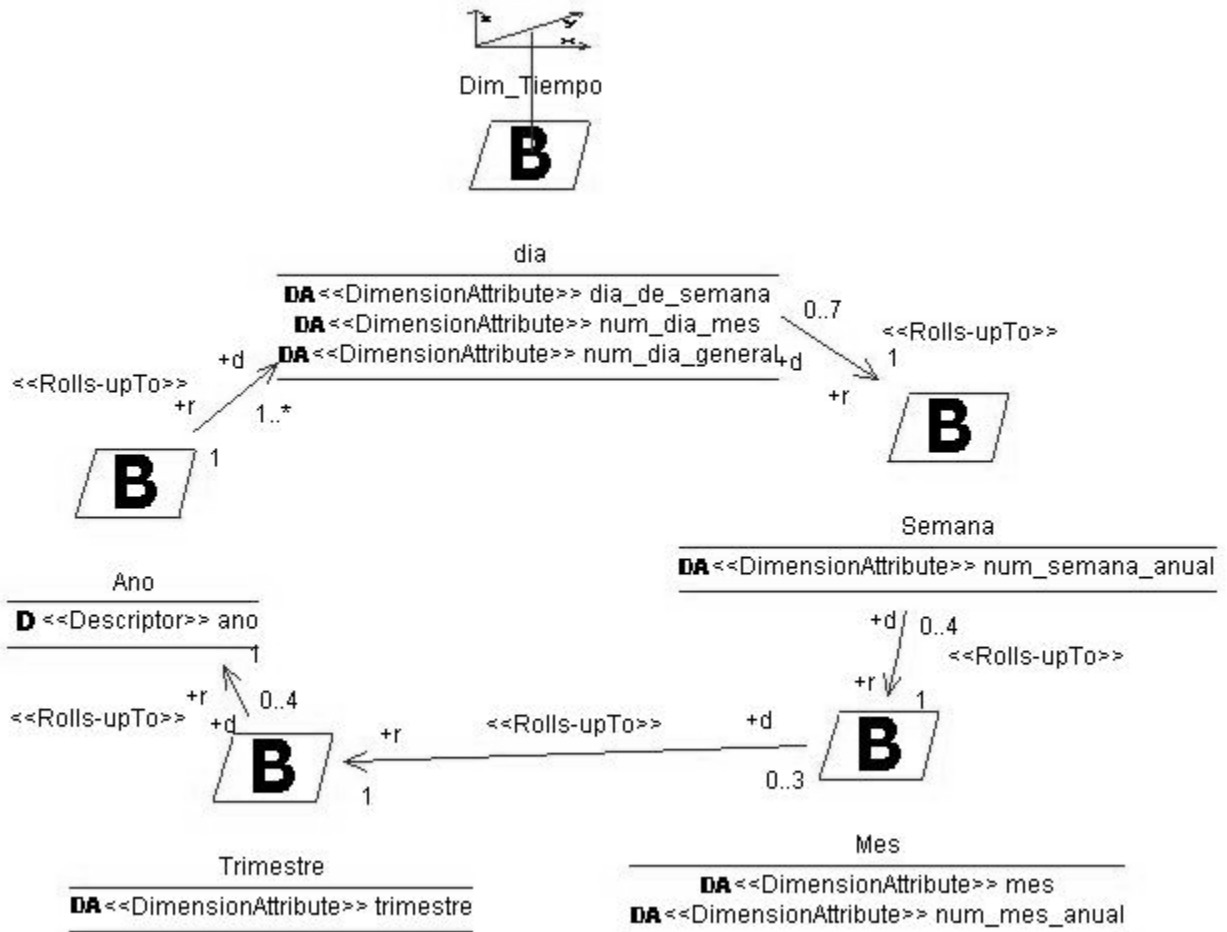 z y
x
Dim_Tiempo
B
dia
DA <<DimensionAttribute>> dia_de_semana
DA <<DimensionAttribute>> num_dia_mes
DA <<DimensionAttribute>> num_dia_general
0..7
<<Rolls-upTo>>
+d
1
+r
<<Rolls-upTo>>
+d
+r
1..*
1
B
B
Semana
DA <<DimensionAttribute>> num_semana_anual
Ano
D <<Descriptor>> ano
1
+d
0..4
<<Rolls-upTo>>
+r
1
+r
0..4
<<Rolls-upTo>>
+d
<<Rolls-upTo>>
+d
+r
0..3
1
B
B
Mes
DA <<DimensionAttribute>> mes
DA <<DimensionAttribute>> num_mes_anual
Trimestre
DA <<DimensionAttribute>> trimestre